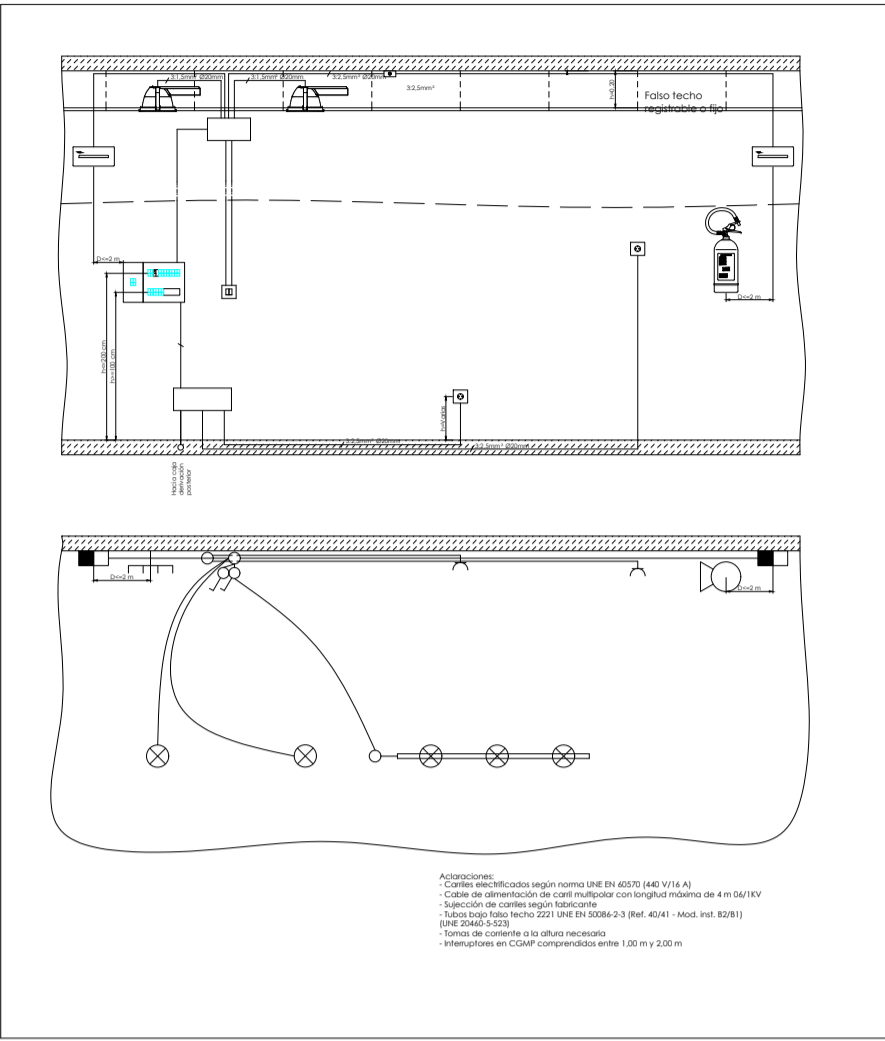 3:1,5mm² Ø20mm
3:1,5mm² Ø20mm
3:2,5mm² Ø20mm
3:2,5mm²
h=0,20
Falso techo
registrable o fijo
D<=2 m
D<=2 m
h<=200 cm
h>=100 cm
h=Varias
3:2,5mm² Ø20mm
3:2,5mm² Ø20mm
Hacia caja
derivación
posterior
D<=2 m
D<=2 m
Aclaraciones:
- Carriles electrificados según norma UNE EN 60570 (440 V/16 A)
- Cable de alimentación de carril multipolar con longitud máxima de 4 m 06/1KV
- Sujección de carriles según fabricante
- Tubos bajo falso techo 2221 UNE EN 50086-2-3 (Ref. 40/41 - Mod. inst. B2/B1)
(UNE 20460-5-523)
- Tomas de corriente a la altura necesaria
- Interruptores en CGMP comprendidos entre 1,00 m y 2,00 m